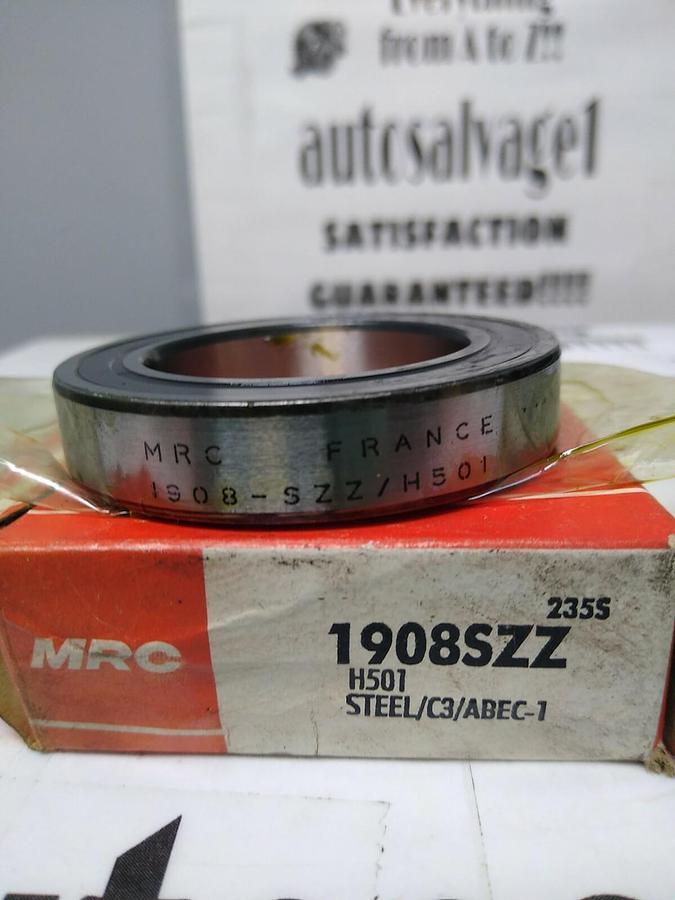 Everything
from A to Z!!
autosalvage1
SATISFACTION
GUARANTEED!!!!
MRC FRANCE
1908-SZZ/H501
MRC
235S
1908SZZ
H501
STEEL/C3/ABEC-1